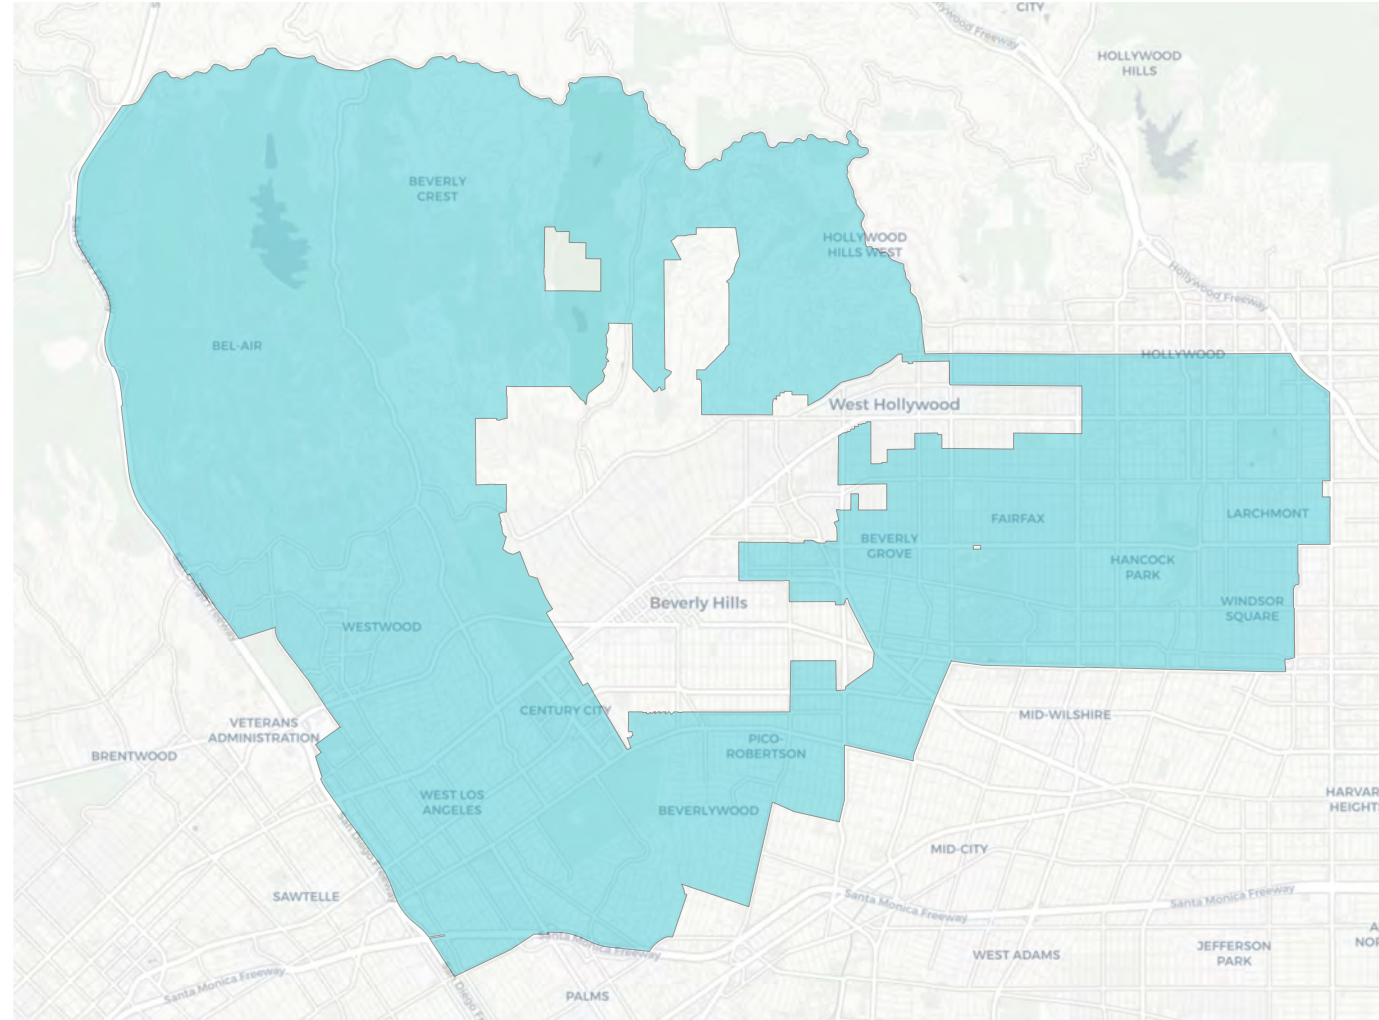 CITY
Hollywood Freeway
HOLLYWOOD
HILLS
BEVERLY
CREST
HOLLYWOOD
HILLS WEST
Hollywood Freeway
BEL-AIR
HOLLYWOOD
West Hollywood
FAIRFAX
LARCHMONT
BEVERLY
GROVE
HANCOCK
PARK
Beverly Hills
WINDSOR
SQUARE
WESTWOOD
CENTURY CITY
MID-WILSHIRE
VETERANS
ADMINISTRATION
BRENTWOOD
PICO-
ROBERTSON
WEST LOS
ANGELES
BEVERLYWOOD
San Diego Freeway
MID-CITY
SAWTELLE
Santa Monica Freeway
Santa Monica Freeway
Santa Monica Freeway
WEST ADAMS
JEFFERSON
PARK
Santa Monica Freeway
PALMS